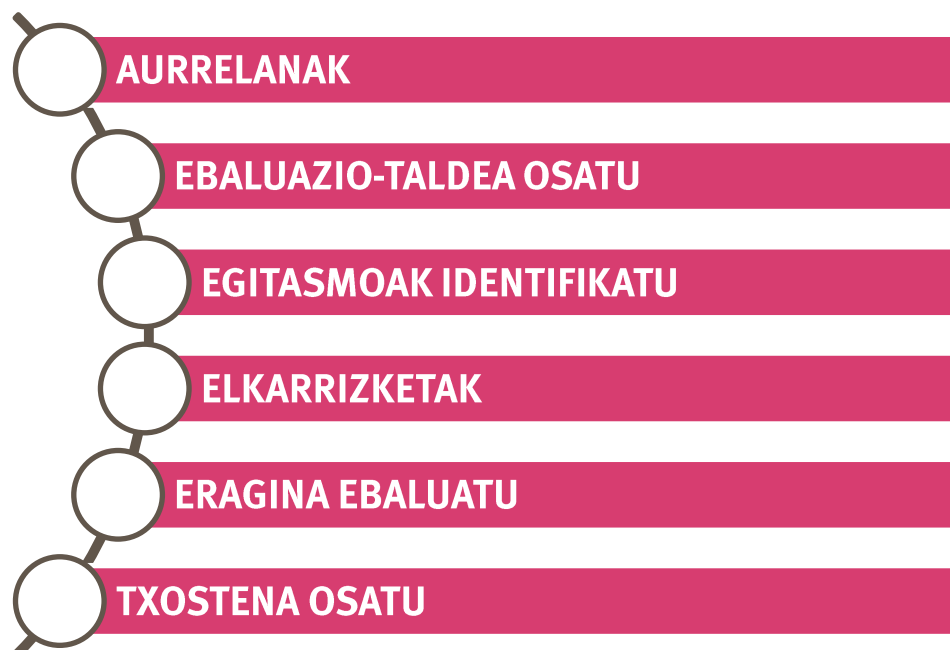 AURRELANAK
EBALUAZIO-TALDEA OSATU
EGITASMOAK IDENTIFIKATU
ELKARRIZKETAK
ERAGINA EBALUATU
TXOSTENA OSATU